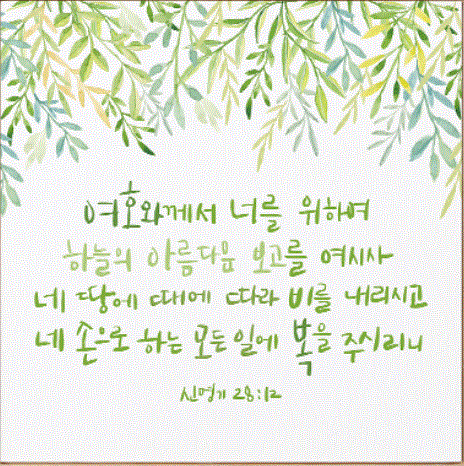 여호와께서 너를 위하여
하늘의 아름다운 보고를 여시사
네 땅에 때에 따라 비를 내리시고
네 손으로 하는 모든 일에 복을 주시리니
신명기 28:12